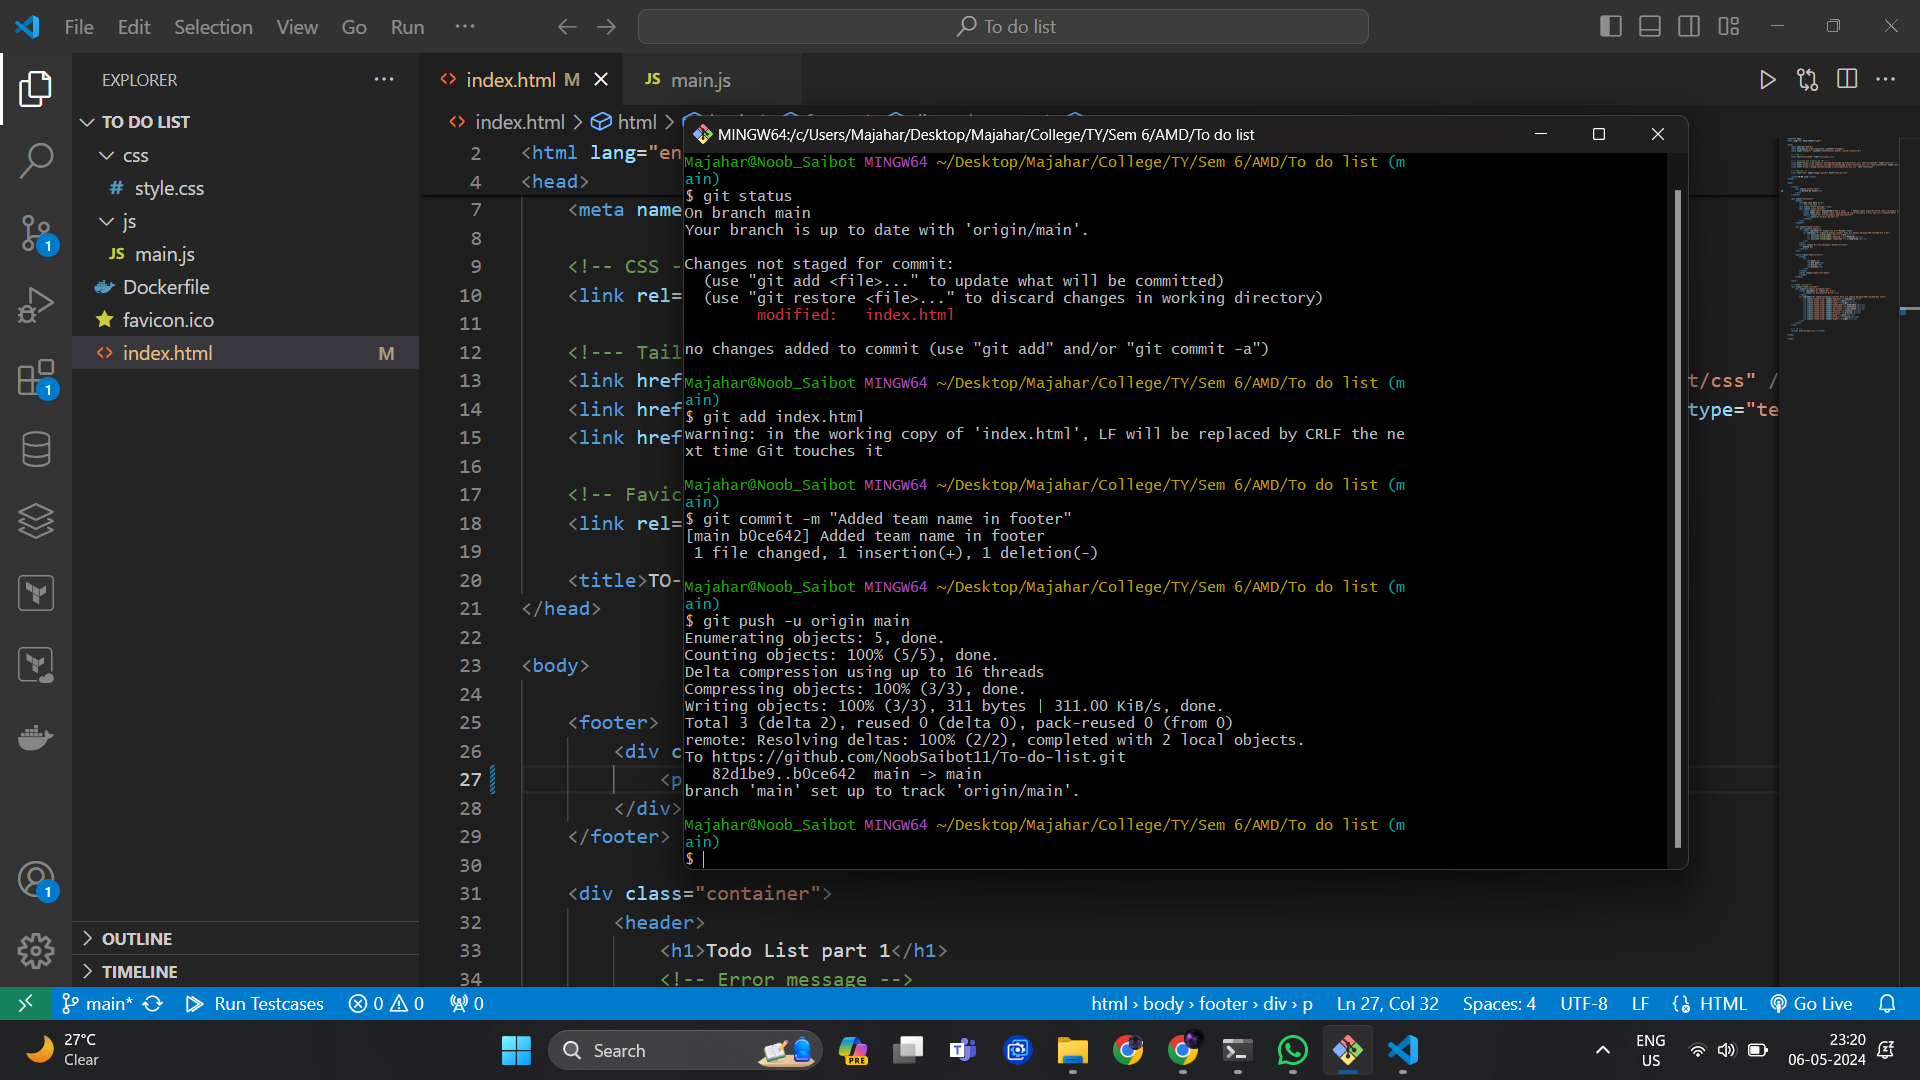 File Edit Selection View Go Run ··· To do list
EXPLORER ···
TO DO LIST
css
# style.css
js
JS main.js
Dockerfile
favicon.ico
<> index.html M
OUTLINE
TIMELINE
1
1
1
<> index.html M
JS main.js
<> index.html > html >
2 <html lang="en
4 <head>
7 <meta name
8
9 <!-- CSS -
10 <link rel=
11
12 <!--- Tail
13 <link href t/css" /
14 <link href type="te
15 <link href
16
17 <!-- Favic
18 <link rel=
19
20 <title>TO-
21 </head>
22
23 <body>
24
25 <footer>
26 <div c
27 <p
28 </div>
29 </footer>
30
31 <div class="container">
32 <header>
33 <h1>Todo List part 1</h1>
34 <!-- Error message -->
MINGW64:/c/Users/Majahar/Desktop/Majahar/College/TY/Sem 6/AMD/To do list
Majahar@Noob_Saibot MINGW64 ~/Desktop/Majahar/College/TY/Sem 6/AMD/To do list (m
ain)
$ git status
On branch main
Your branch is up to date with 'origin/main'.
Changes not staged for commit:
(use "git add <file>..." to update what will be committed)
(use "git restore <file>..." to discard changes in working directory)
modified: index.html
no changes added to commit (use "git add" and/or "git commit -a")
Majahar@Noob_Saibot MINGW64 ~/Desktop/Majahar/College/TY/Sem 6/AMD/To do list (m
ain)
$ git add index.html
warning: in the working copy of 'index.html', LF will be replaced by CRLF the ne
xt time Git touches it
Majahar@Noob_Saibot MINGW64 ~/Desktop/Majahar/College/TY/Sem 6/AMD/To do list (m
ain)
$ git commit -m "Added team name in footer"
[main b0ce642] Added team name in footer
1 file changed, 1 insertion(+), 1 deletion(-)
Majahar@Noob_Saibot MINGW64 ~/Desktop/Majahar/College/TY/Sem 6/AMD/To do list (m
ain)
$ git push -u origin main
Enumerating objects: 5, done.
Counting objects: 100% (5/5), done.
Delta compression using up to 16 threads
Compressing objects: 100% (3/3), done.
Writing objects: 100% (3/3), 311 bytes | 311.00 KiB/s, done.
Total 3 (delta 2), reused 0 (delta 0), pack-reused 0 (from 0)
remote: Resolving deltas: 100% (2/2), completed with 2 local objects.
To https://github.com/NoobSaibot11/To-do-list.git
82d1be9..b0ce642 main -> main
branch 'main' set up to track 'origin/main'.
Majahar@Noob_Saibot MINGW64 ~/Desktop/Majahar/College/TY/Sem 6/AMD/To do list (m
ain)
$
main* Run Testcases 0 0 0 html › body › footer › div › p Ln 27, Col 32 Spaces: 4 UTF-8 LF HTML Go Live
27°C
Clear
Search
PRE
ENG
US
23:20
06-05-2024